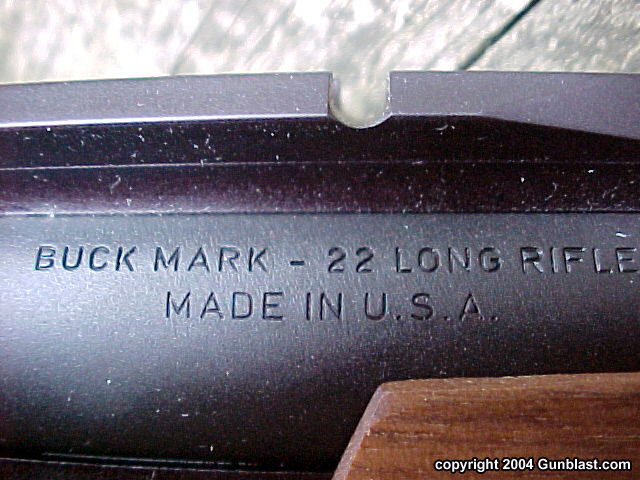 BUCK MARK - 22 LONG RIFLE
MADE IN U.S.A.
copyright 2004 Gunblast.com